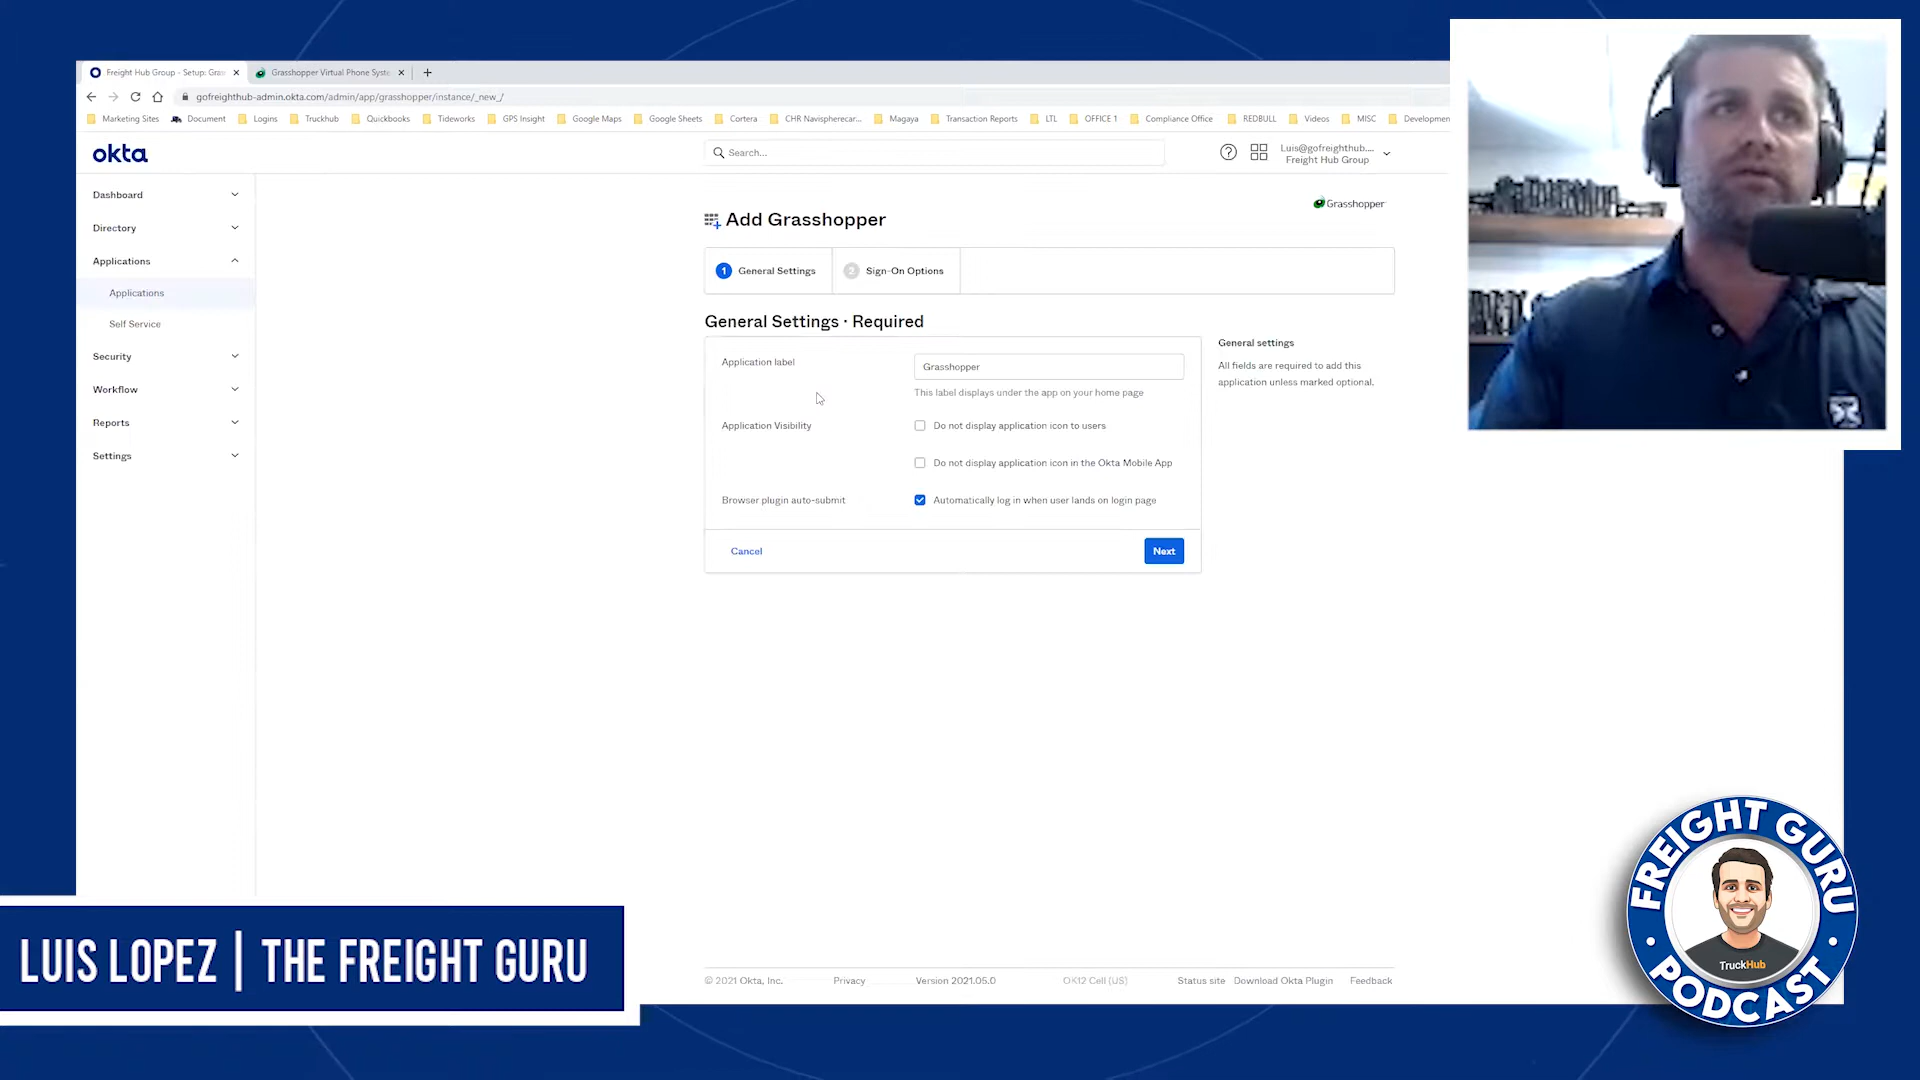 Freight Hub Group - Setup: Gras
Grasshopper Virtual Phone Syste
gofreighthub-admin.okta.com/admin/app/grasshopper/instance/_new_/
Marketing Sites Document Logins Truckhub Quickbooks Tideworks GPS Insight Google Maps Google Sheets Cortera CHR Navispherecar... Magaya Transaction Reports LTL OFFICE 1 Compliance Office REDBULL Videos MISC Developmen
okta
Search...
Luis@gofreighthub....
Freight Hub Group
Dashboard
Directory
Applications
Applications
Self Service
Security
Workflow
Reports
Settings
Grasshopper
Add Grasshopper
1 General Settings
2 Sign-On Options
General Settings · Required
Application label
Grasshopper
This label displays under the app on your home page
Application Visibility
Do not display application icon to users
Do not display application icon in the Okta Mobile App
Browser plugin auto-submit
Automatically log in when user lands on login page
Cancel
Next
General settings
All fields are required to add this
application unless marked optional.
© 2021 Okta, Inc. Privacy Version 2021.05.0 OK12 Cell (US) Status site Download Okta Plugin Feedback
LUIS LOPEZ | THE FREIGHT GURU
FREIGHT GURU
TruckHub
PODCAST